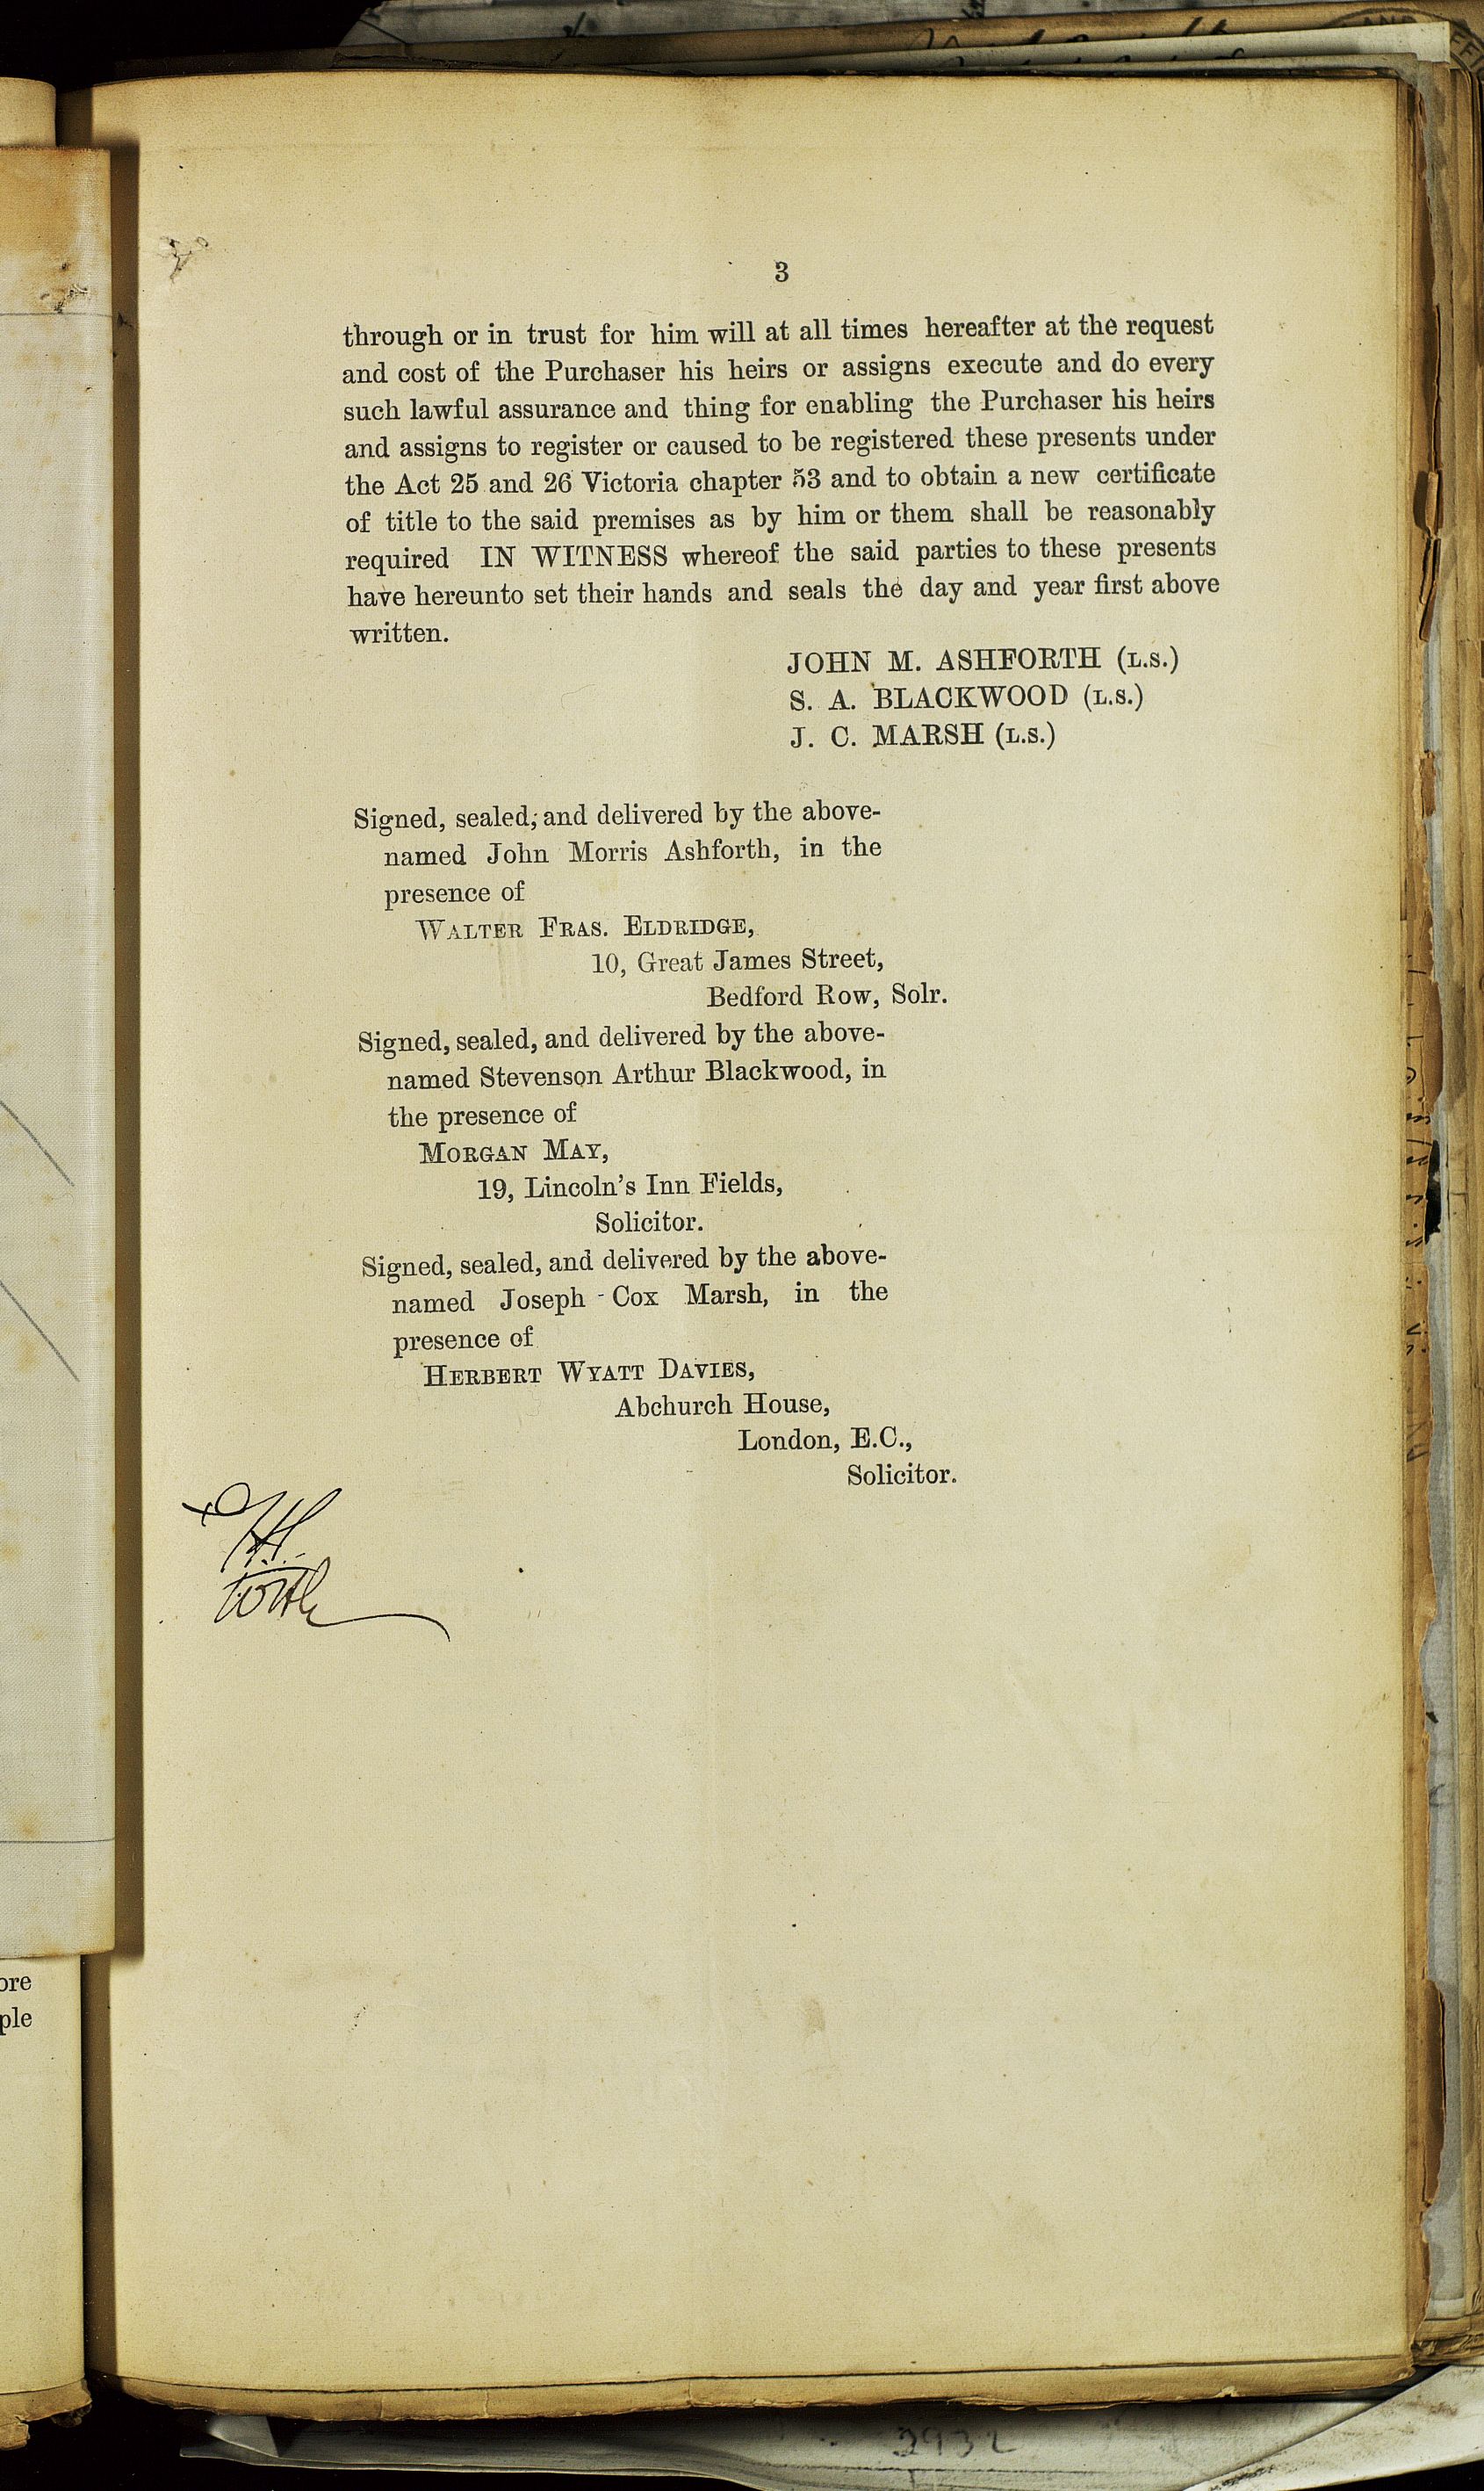 3
through or in trust for him will at all times hereafter at the request
and cost of the Purchaser his heirs or assigns execute and do every
such lawful assurance and thing for enabling the Purchaser his heirs
and assigns to register or caused to be registered these presents under
the Act 25 and 26 Victoria chapter 53 and to obtain a new certificate
of title to the said premises as by him or them shall be reasonably
required IN WITNESS whereof the said parties to these presents
have hereunto set their hands and seals the day and year first above
written.
JOHN M. ASHFORTH (L.S.)
S. A. BLACKWOOD (L.S.)
J. C. MARSH (L.S.)
Signed, sealed, and delivered by the above-
named John Morris Ashforth, in the
presence of
WALTER FRAS. ELDRIDGE,
10, Great James Street,
Bedford Row, Solr.
Signed, sealed, and delivered by the above-
named Stevenson Arthur Blackwood, in
the presence of
MORGAN MAY,
19, Lincoln's Inn Fields,
Solicitor.
Signed, sealed, and delivered by the above-
named Joseph Cox Marsh, in the
presence of
HERBERT WYATT DAVIES,
Abchurch House,
London, E.C.,
Solicitor.
ore
ple
2932